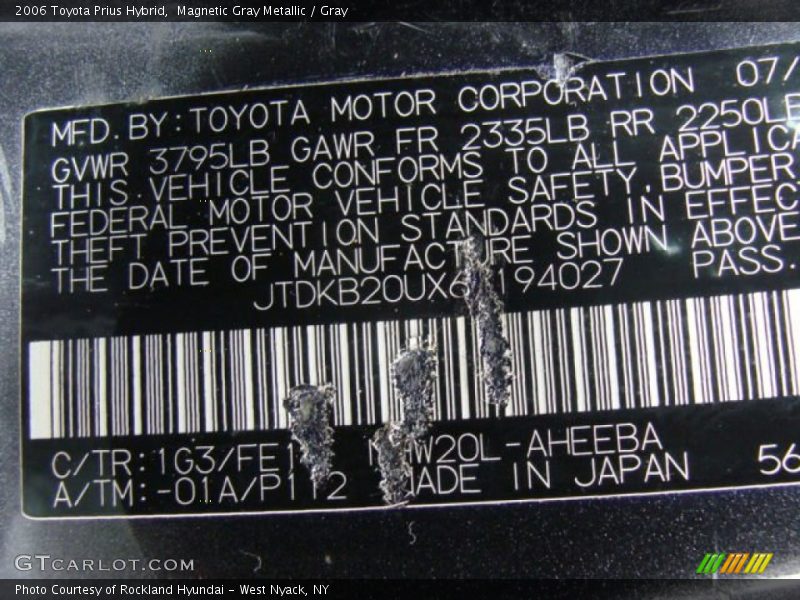 2006 Toyota Prius Hybrid, Magnetic Gray Metallic / Gray
MFD. BY: TOYOTA MOTOR CORPORATION 07/
GVWR 3795LB GAWR FR 2335LB RR 2250LB
THIS VEHICLE CONFORMS TO ALL APPLICA
FEDERAL MOTOR VEHICLE SAFETY, BUMPER
THEFT PREVENTION STANDARDS IN EFFEC
THE DATE OF MANUFACTURE SHOWN ABOVE
JTDKB20UX6 94027 PASS.
C/TR: 1G3/FE1 W20L-AHEEBA
A/TM: -01A/P112 MADE IN JAPAN 56
GTCARLOT.COM
Photo Courtesy of Rockland Hyundai - West Nyack, NY